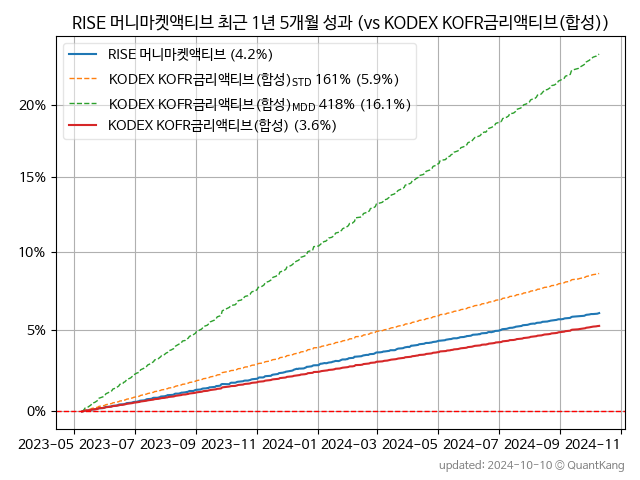 RISE 머니마켓액티브 최근 1년 5개월 성과 (vs KODEX KOFR금리액티브(합성))
RISE 머니마켓액티브 (4.2%)
KODEX KOFR금리액티브(합성)STD 161% (5.9%)
KODEX KOFR금리액티브(합성)MDD 418% (16.1%)
KODEX KOFR금리액티브(합성) (3.6%)
20%
15%
10%
5%
0%
2023-05 2023-07 2023-09 2023-11 2024-01 2024-03 2024-05 2024-07 2024-09 2024-11
updated: 2024-10-10 © QuantKang